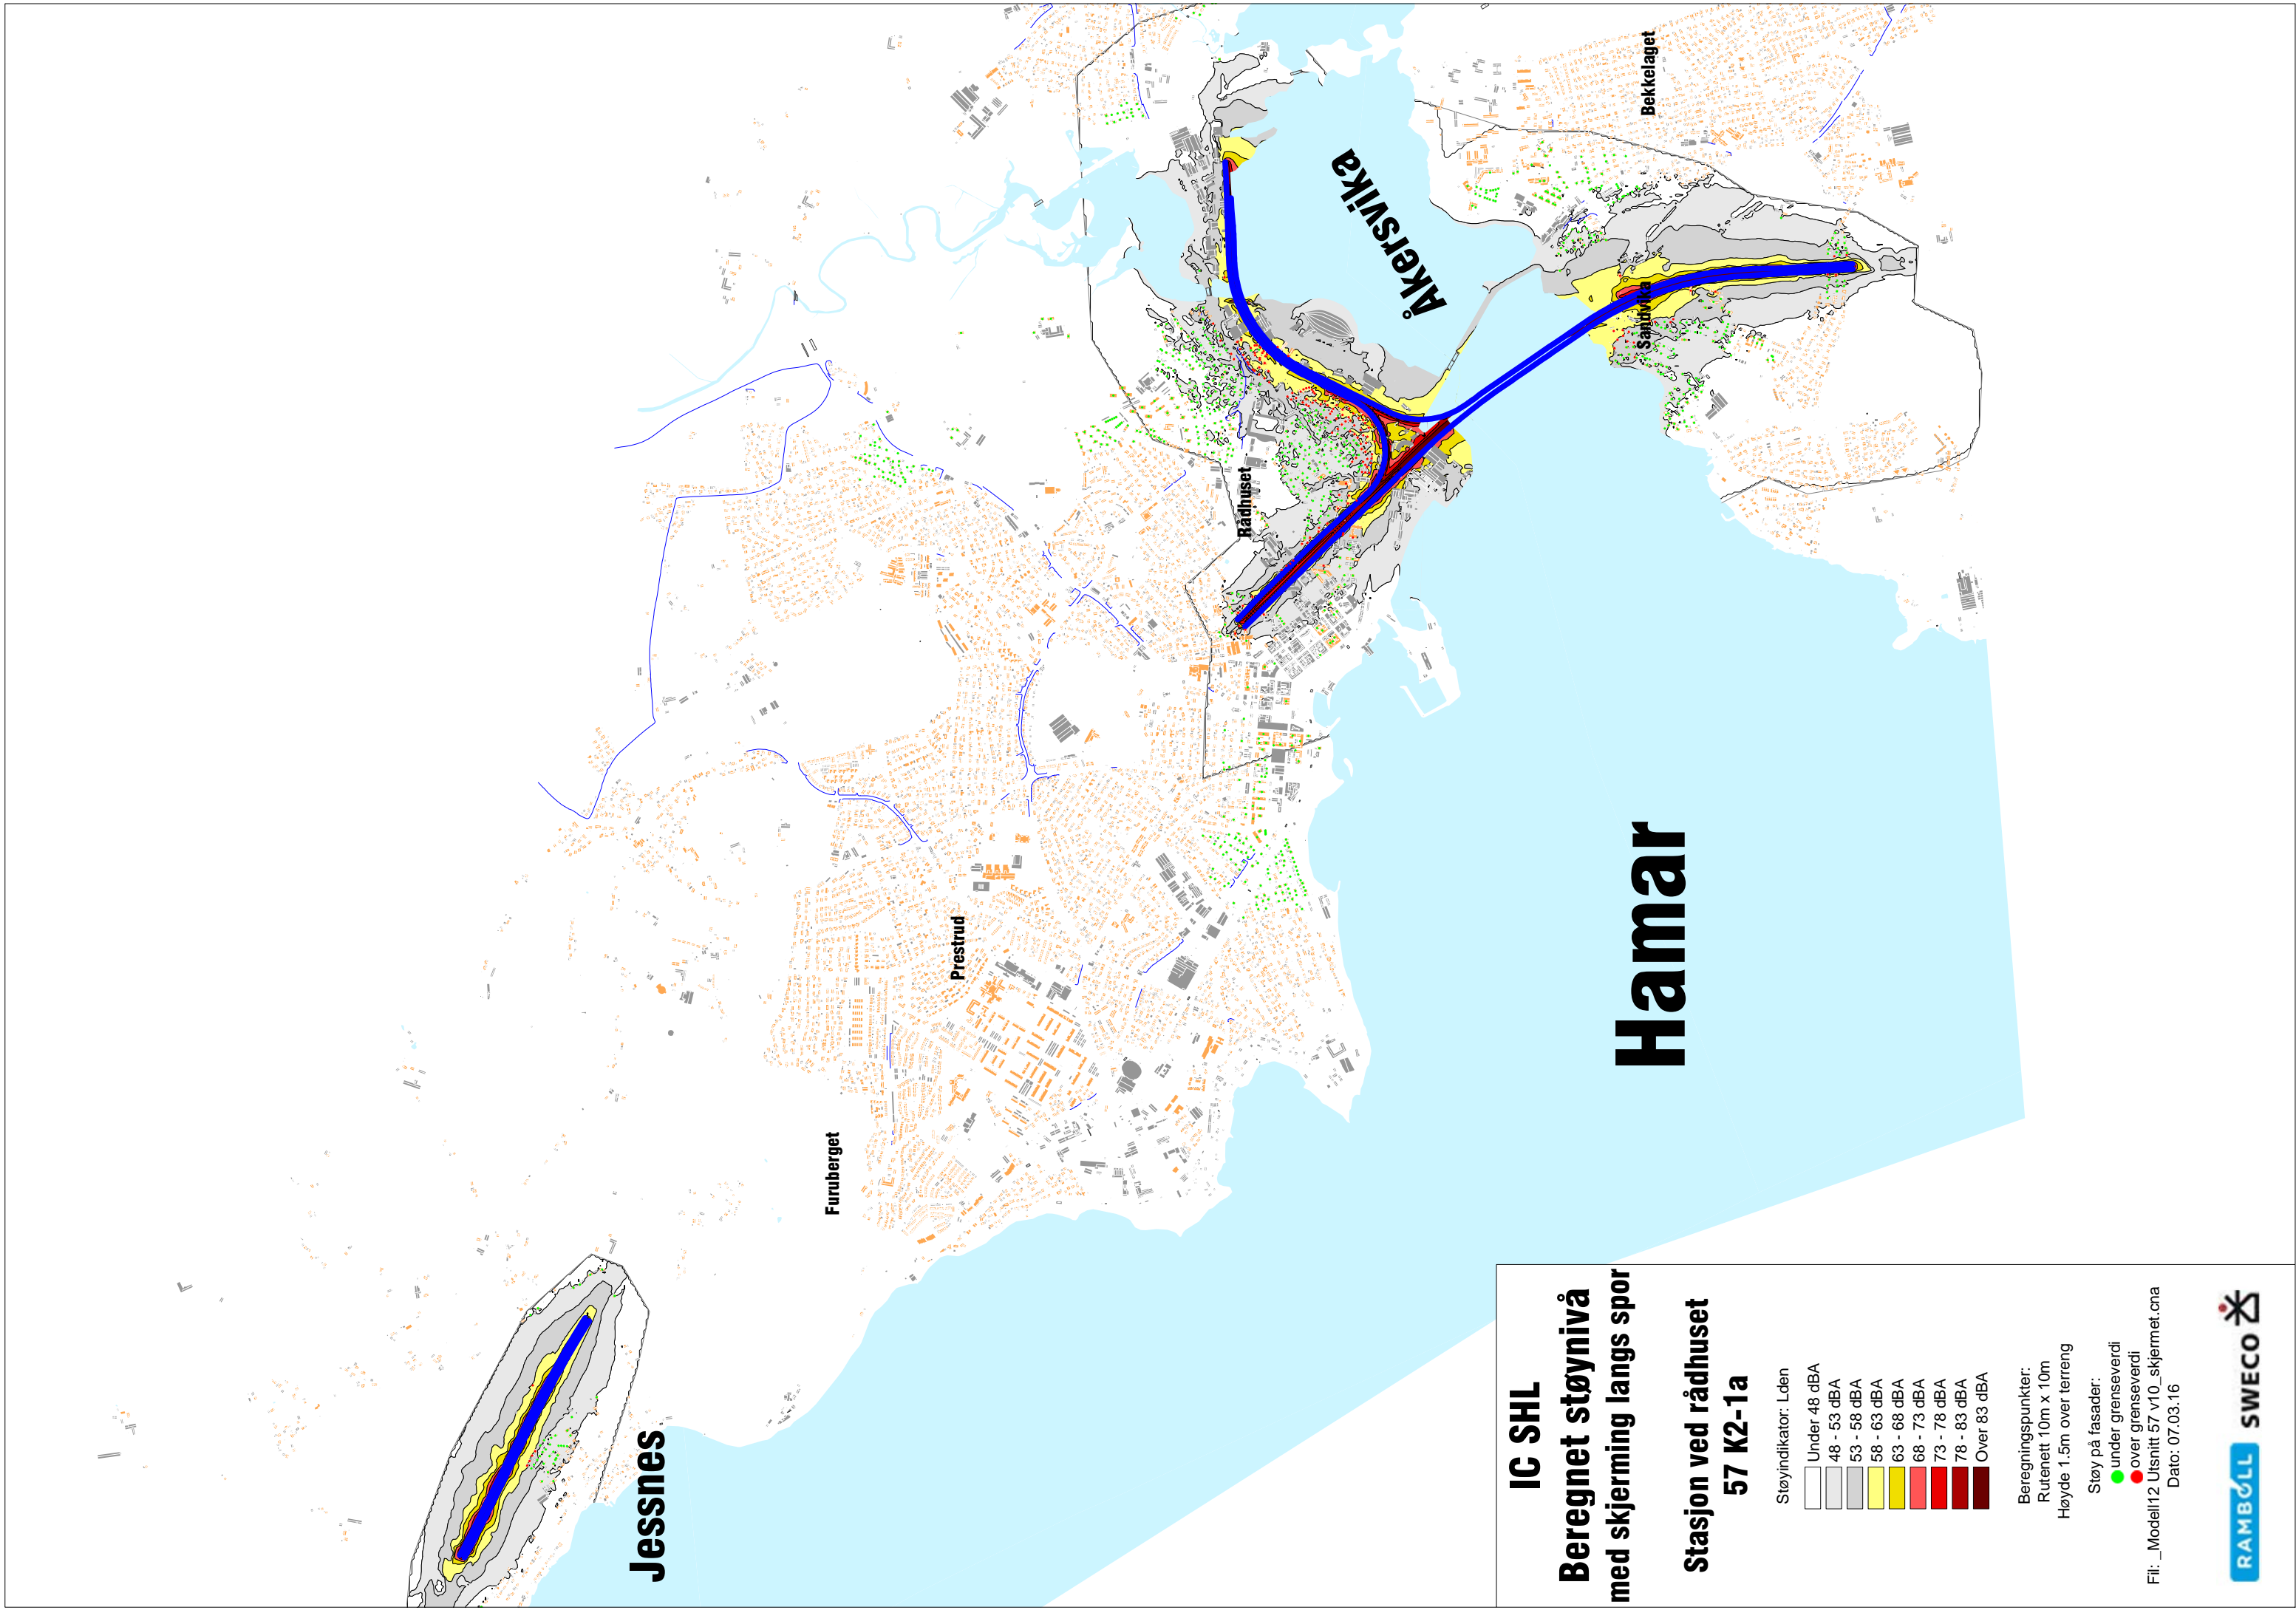 Bekkelaget
Åkersvika
Sandvika
Rådhuset
Hamar
Prestrud
Furuberget
Jessnes
IC SHL
Beregnet støynivå
med skjerming langs spor
Stasjon ved rådhuset
57 K2-1a
Støyindikator: Lden
Under 48 dBA
48 - 53 dBA
53 - 58 dBA
58 - 63 dBA
63 - 68 dBA
68 - 73 dBA
73 - 78 dBA
78 - 83 dBA
Over 83 dBA
Beregningspunkter:
Rutenett 10m x 10m
Høyde 1.5m over terreng
Støy på fasader:
under grenseverdi
over grenseverdi
Fil: _Modell12 Utsnitt 57 v10_skjermet.cna
Dato: 07.03.16
RAMBOLL
SWECO